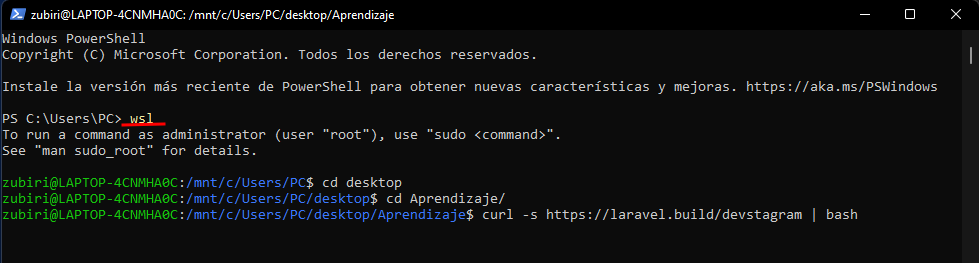 zubiri@LAPTOP-4CNMHA0C: /mnt/c/Users/PC/desktop/Aprendizaje
Windows PowerShell
Copyright (C) Microsoft Corporation. Todos los derechos reservados.
Instale la versión más reciente de PowerShell para obtener nuevas características y mejoras. https://aka.ms/PSWindows
PS C:\Users\PC> wsl
To run a command as administrator (user "root"), use "sudo <command>".
See "man sudo_root" for details.
zubiri@LAPTOP-4CNMHA0C:/mnt/c/Users/PC$ cd desktop
zubiri@LAPTOP-4CNMHA0C:/mnt/c/Users/PC/desktop$ cd Aprendizaje/
zubiri@LAPTOP-4CNMHA0C:/mnt/c/Users/PC/desktop/Aprendizaje$ curl -s https://laravel.build/devstagram | bash